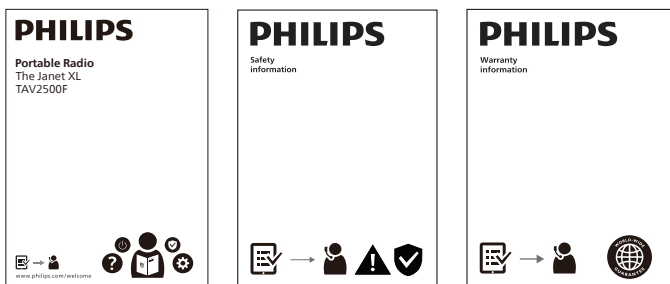 PHILIPS
Portable Radio
The Janet XL
TAV2500F
?
www.philips.com/welcome
PHILIPS
Safety
information
!
PHILIPS
Warranty
information
WORLD-WIDE
GUARANTEE